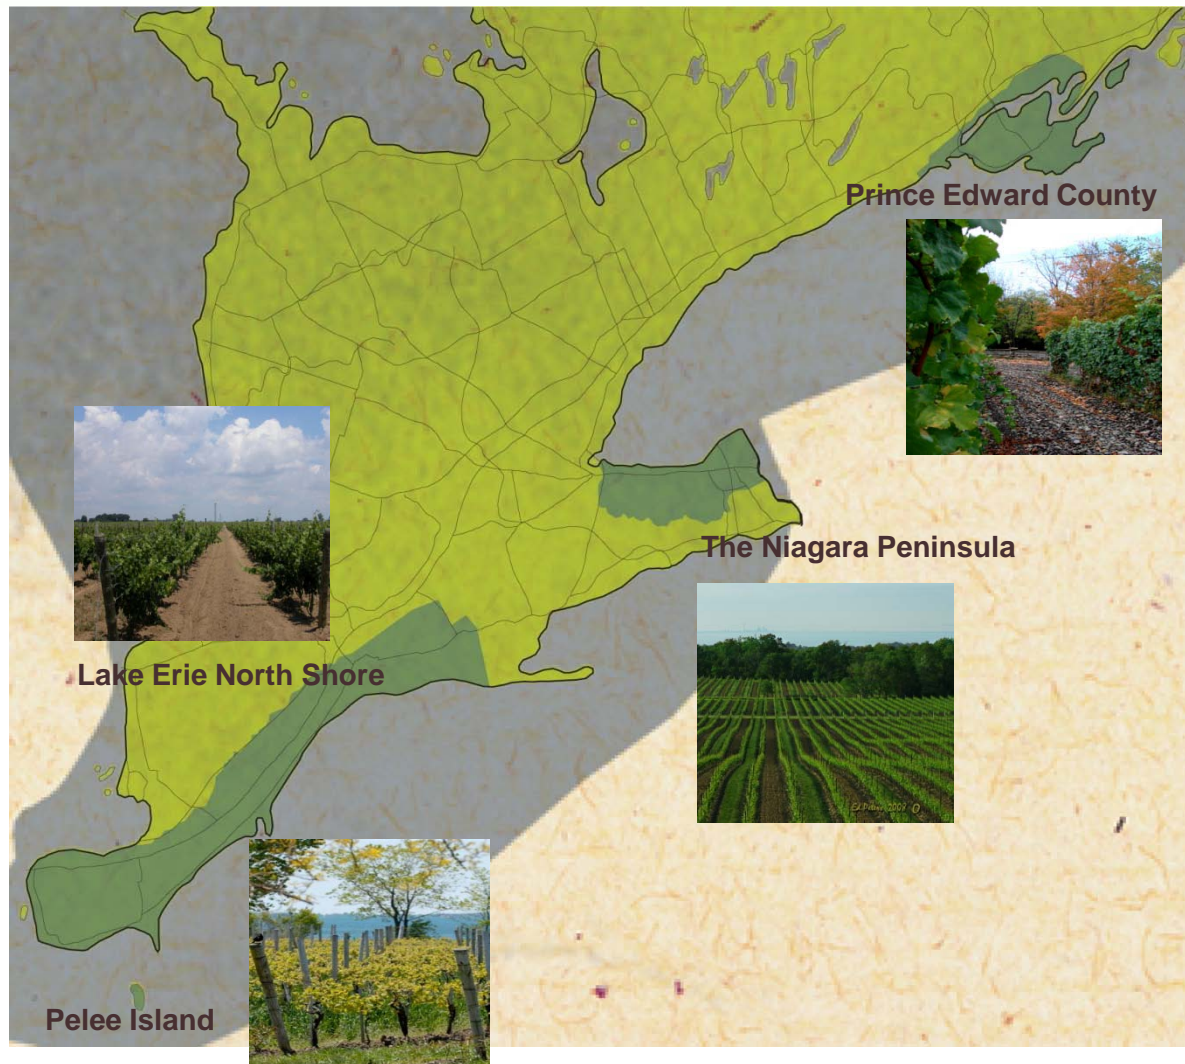 Prince Edward County
The Niagara Peninsula
Lake Erie North Shore
Pelee Island